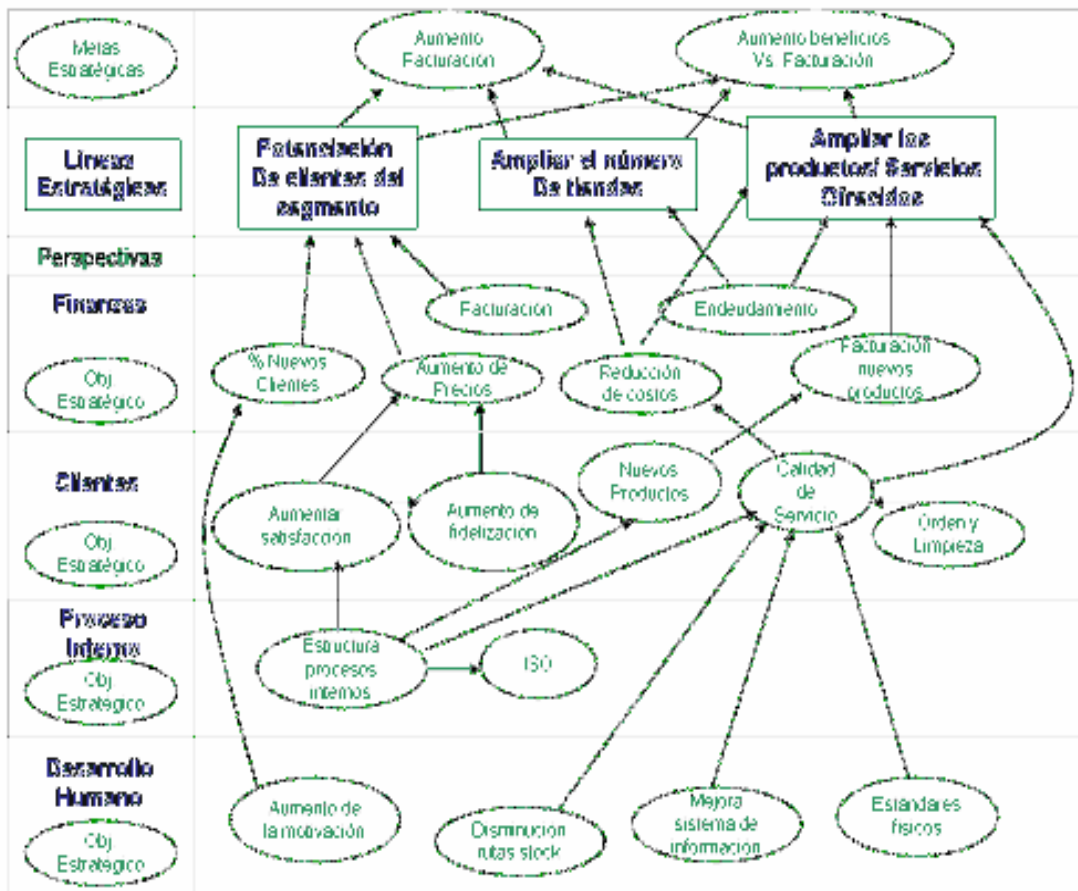 Metas
Estratégicas
Aumento
Facturación
Aumento beneficios
Vs. Facturación
Líneas
Estratégicas
Potenciación
De clientes del
segmento
Ampliar el número
De tiendas
Ampliar los
productos/ Servicios
Ofrecidos
Perspectivas
Finanzas
Facturación
Endeudamiento
Obj.
Estratégico
% Nuevos
Clientes
Aumento de
Precios
Reducción
de costos
Facturación
nuevos
productos
Clientes
Obj.
Estratégico
Aumentar
satisfacción
Aumento de
fidelización
Nuevos
Productos
Calidad
de
Servicio
Orden y
Limpieza
Proceso
Interno
Obj.
Estratégico
Estructura
procesos
internos
ISO
Desarrollo
Humano
Obj.
Estratégico
Aumento de
la motivación
Disminución
rutas stock
Mejora
sistema de
información
Estándares
físicos